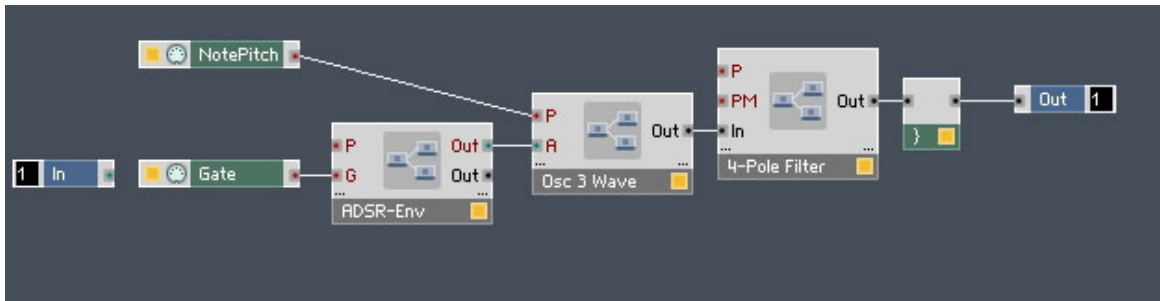 NotePitch
P
PM
In
Out
4-Pole Filter
}
Out 1
P
A
Out
Osc 3 Wave
P
G
Out
Out
ADSR-Env
1 In
Gate